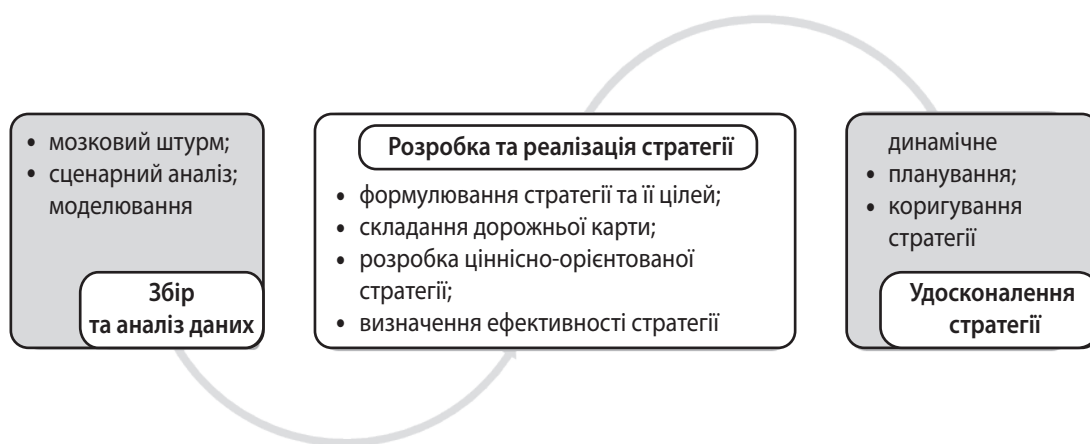 • мозковий штурм;
• сценарний аналіз;
моделювання
Збір
та аналіз даних
Розробка та реалізація стратегії
• формулювання стратегії та її цілей;
• складання дорожньої карти;
• розробка ціннісно-орієнтованої
стратегії;
• визначення ефективності стратегії
динамічне
• планування;
• коригування
стратегії
Удосконалення
стратегії